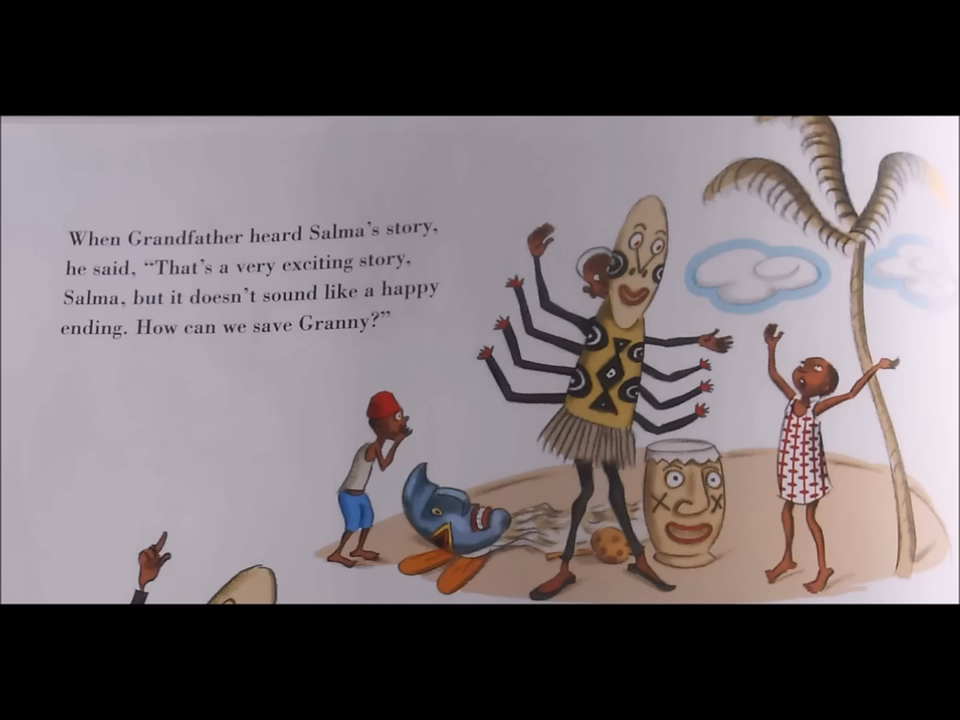 When Grandfather heard Salma's story,
he said, “That's a very exciting story,
Salma, but it doesn't sound like a happy
ending. How can we save Granny?”